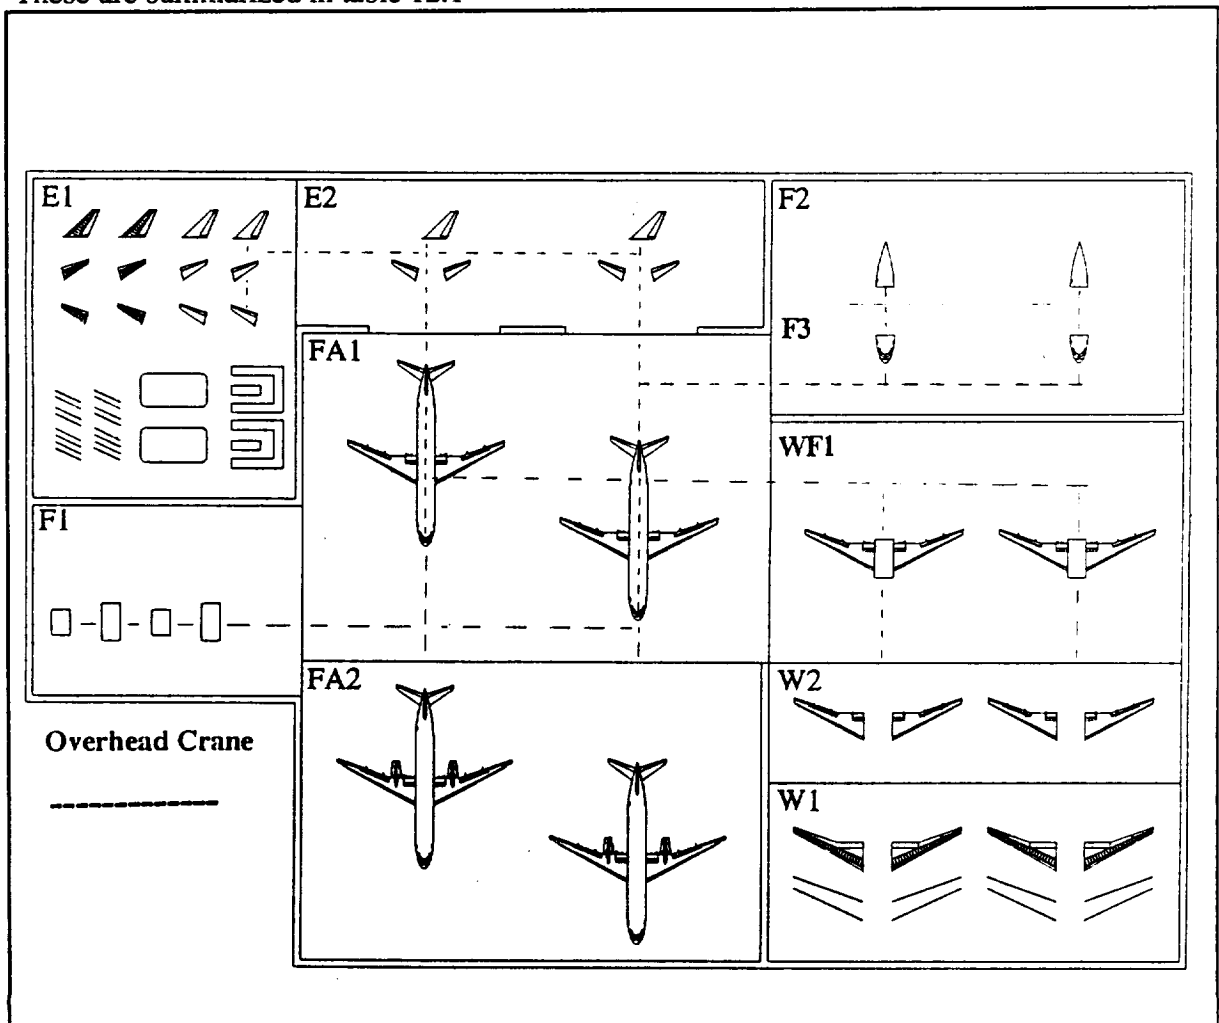 These are summarized in table 12.1
E1
E2
F2
F3
FA1
WF1
F1
FA2
W2
Overhead Crane
W1